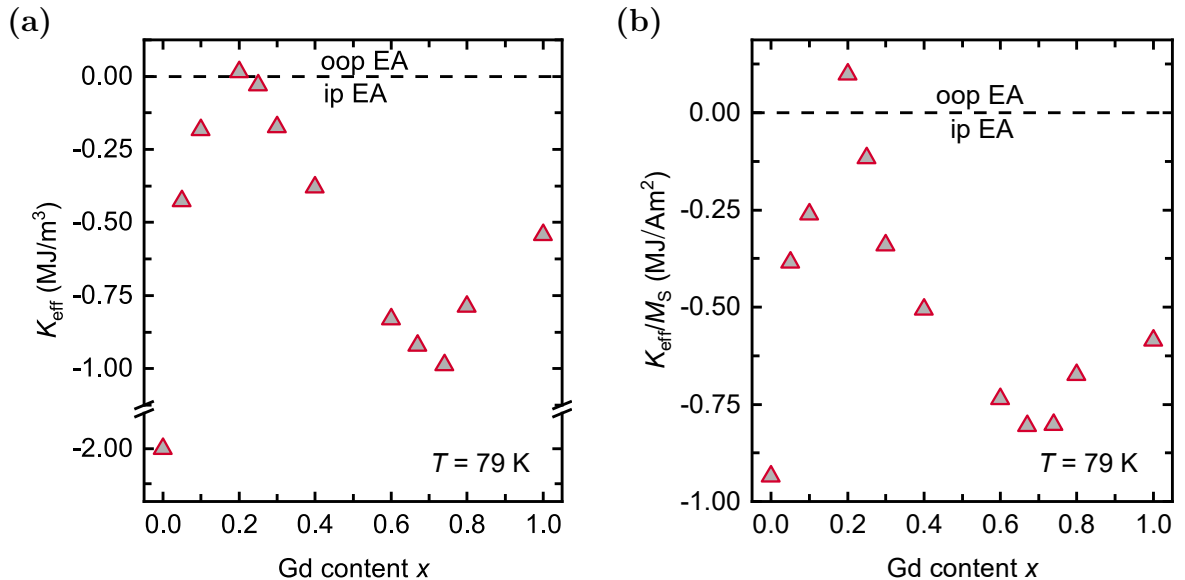 (a)
0.00
-0.25
-0.50
-0.75
-1.00
-2.00
K_eff (MJ/m³)
oop EA
ip EA
T = 79 K
0.0 0.2 0.4 0.6 0.8 1.0
Gd content x
(b)
0.00
-0.25
-0.50
-0.75
-1.00
K_eff/M_S (MJ/Am²)
oop EA
ip EA
T = 79 K
0.0 0.2 0.4 0.6 0.8 1.0
Gd content x